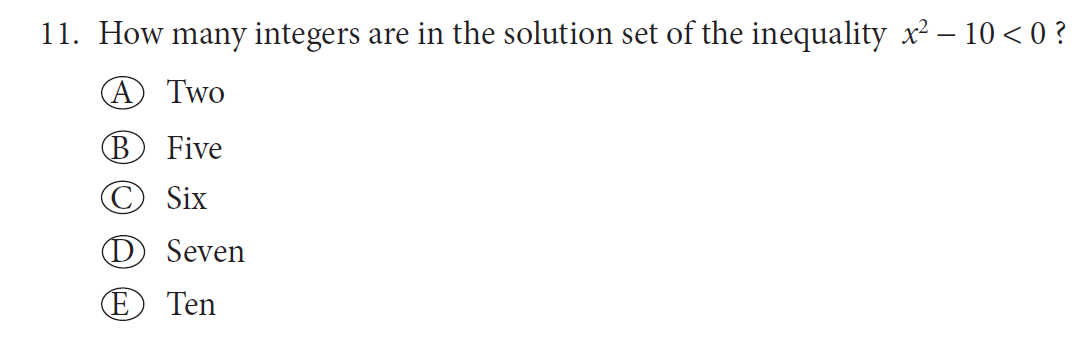 11. How many integers are in the solution set of the inequality x² – 10 < 0 ?
A Two
B Five
C Six
D Seven
E Ten